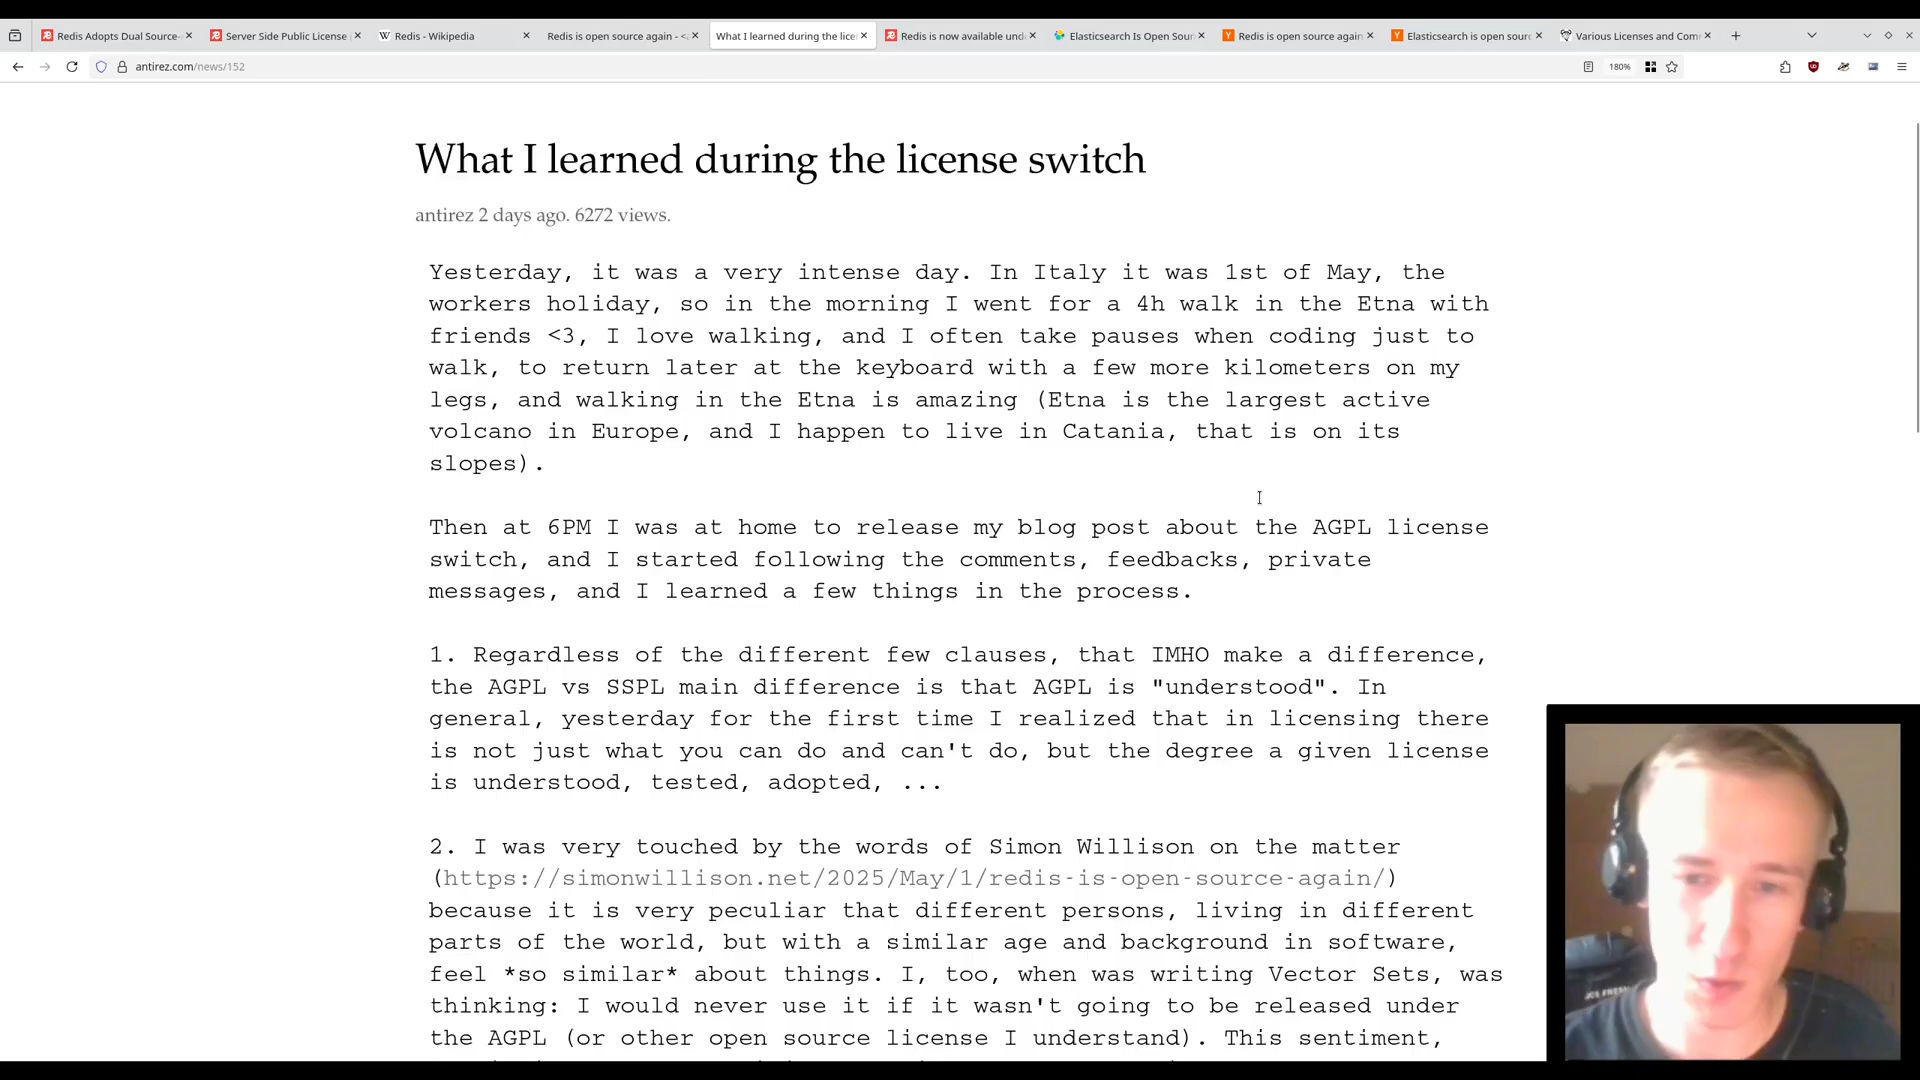 Redis Adopts Dual Source-
Server Side Public License
Redis - Wikipedia
Redis is open source again - <a
What I learned during the lice
Redis is now available und
Elasticsearch Is Open Sour
Redis is open source again
Elasticsearch is open sour
Various Licenses and Com
antirez.com/news/152
180%
What I learned during the license switch
antirez 2 days ago. 6272 views.
Yesterday, it was a very intense day. In Italy it was 1st of May, the
workers holiday, so in the morning I went for a 4h walk in the Etna with
friends <3, I love walking, and I often take pauses when coding just to
walk, to return later at the keyboard with a few more kilometers on my
legs, and walking in the Etna is amazing (Etna is the largest active
volcano in Europe, and I happen to live in Catania, that is on its
slopes).
Then at 6PM I was at home to release my blog post about the AGPL license
switch, and I started following the comments, feedbacks, private
messages, and I learned a few things in the process.
1. Regardless of the different few clauses, that IMHO make a difference,
the AGPL vs SSPL main difference is that AGPL is "understood". In
general, yesterday for the first time I realized that in licensing there
is not just what you can do and can't do, but the degree a given license
is understood, tested, adopted, ...
2. I was very touched by the words of Simon Willison on the matter
(https://simonwillison.net/2025/May/1/redis-is-open-source-again/)
because it is very peculiar that different persons, living in different
parts of the world, but with a similar age and background in software,
feel *so similar* about things. I, too, when was writing Vector Sets, was
thinking: I would never use it if it wasn't going to be released under
the AGPL (or other open source license I understand). This sentiment,